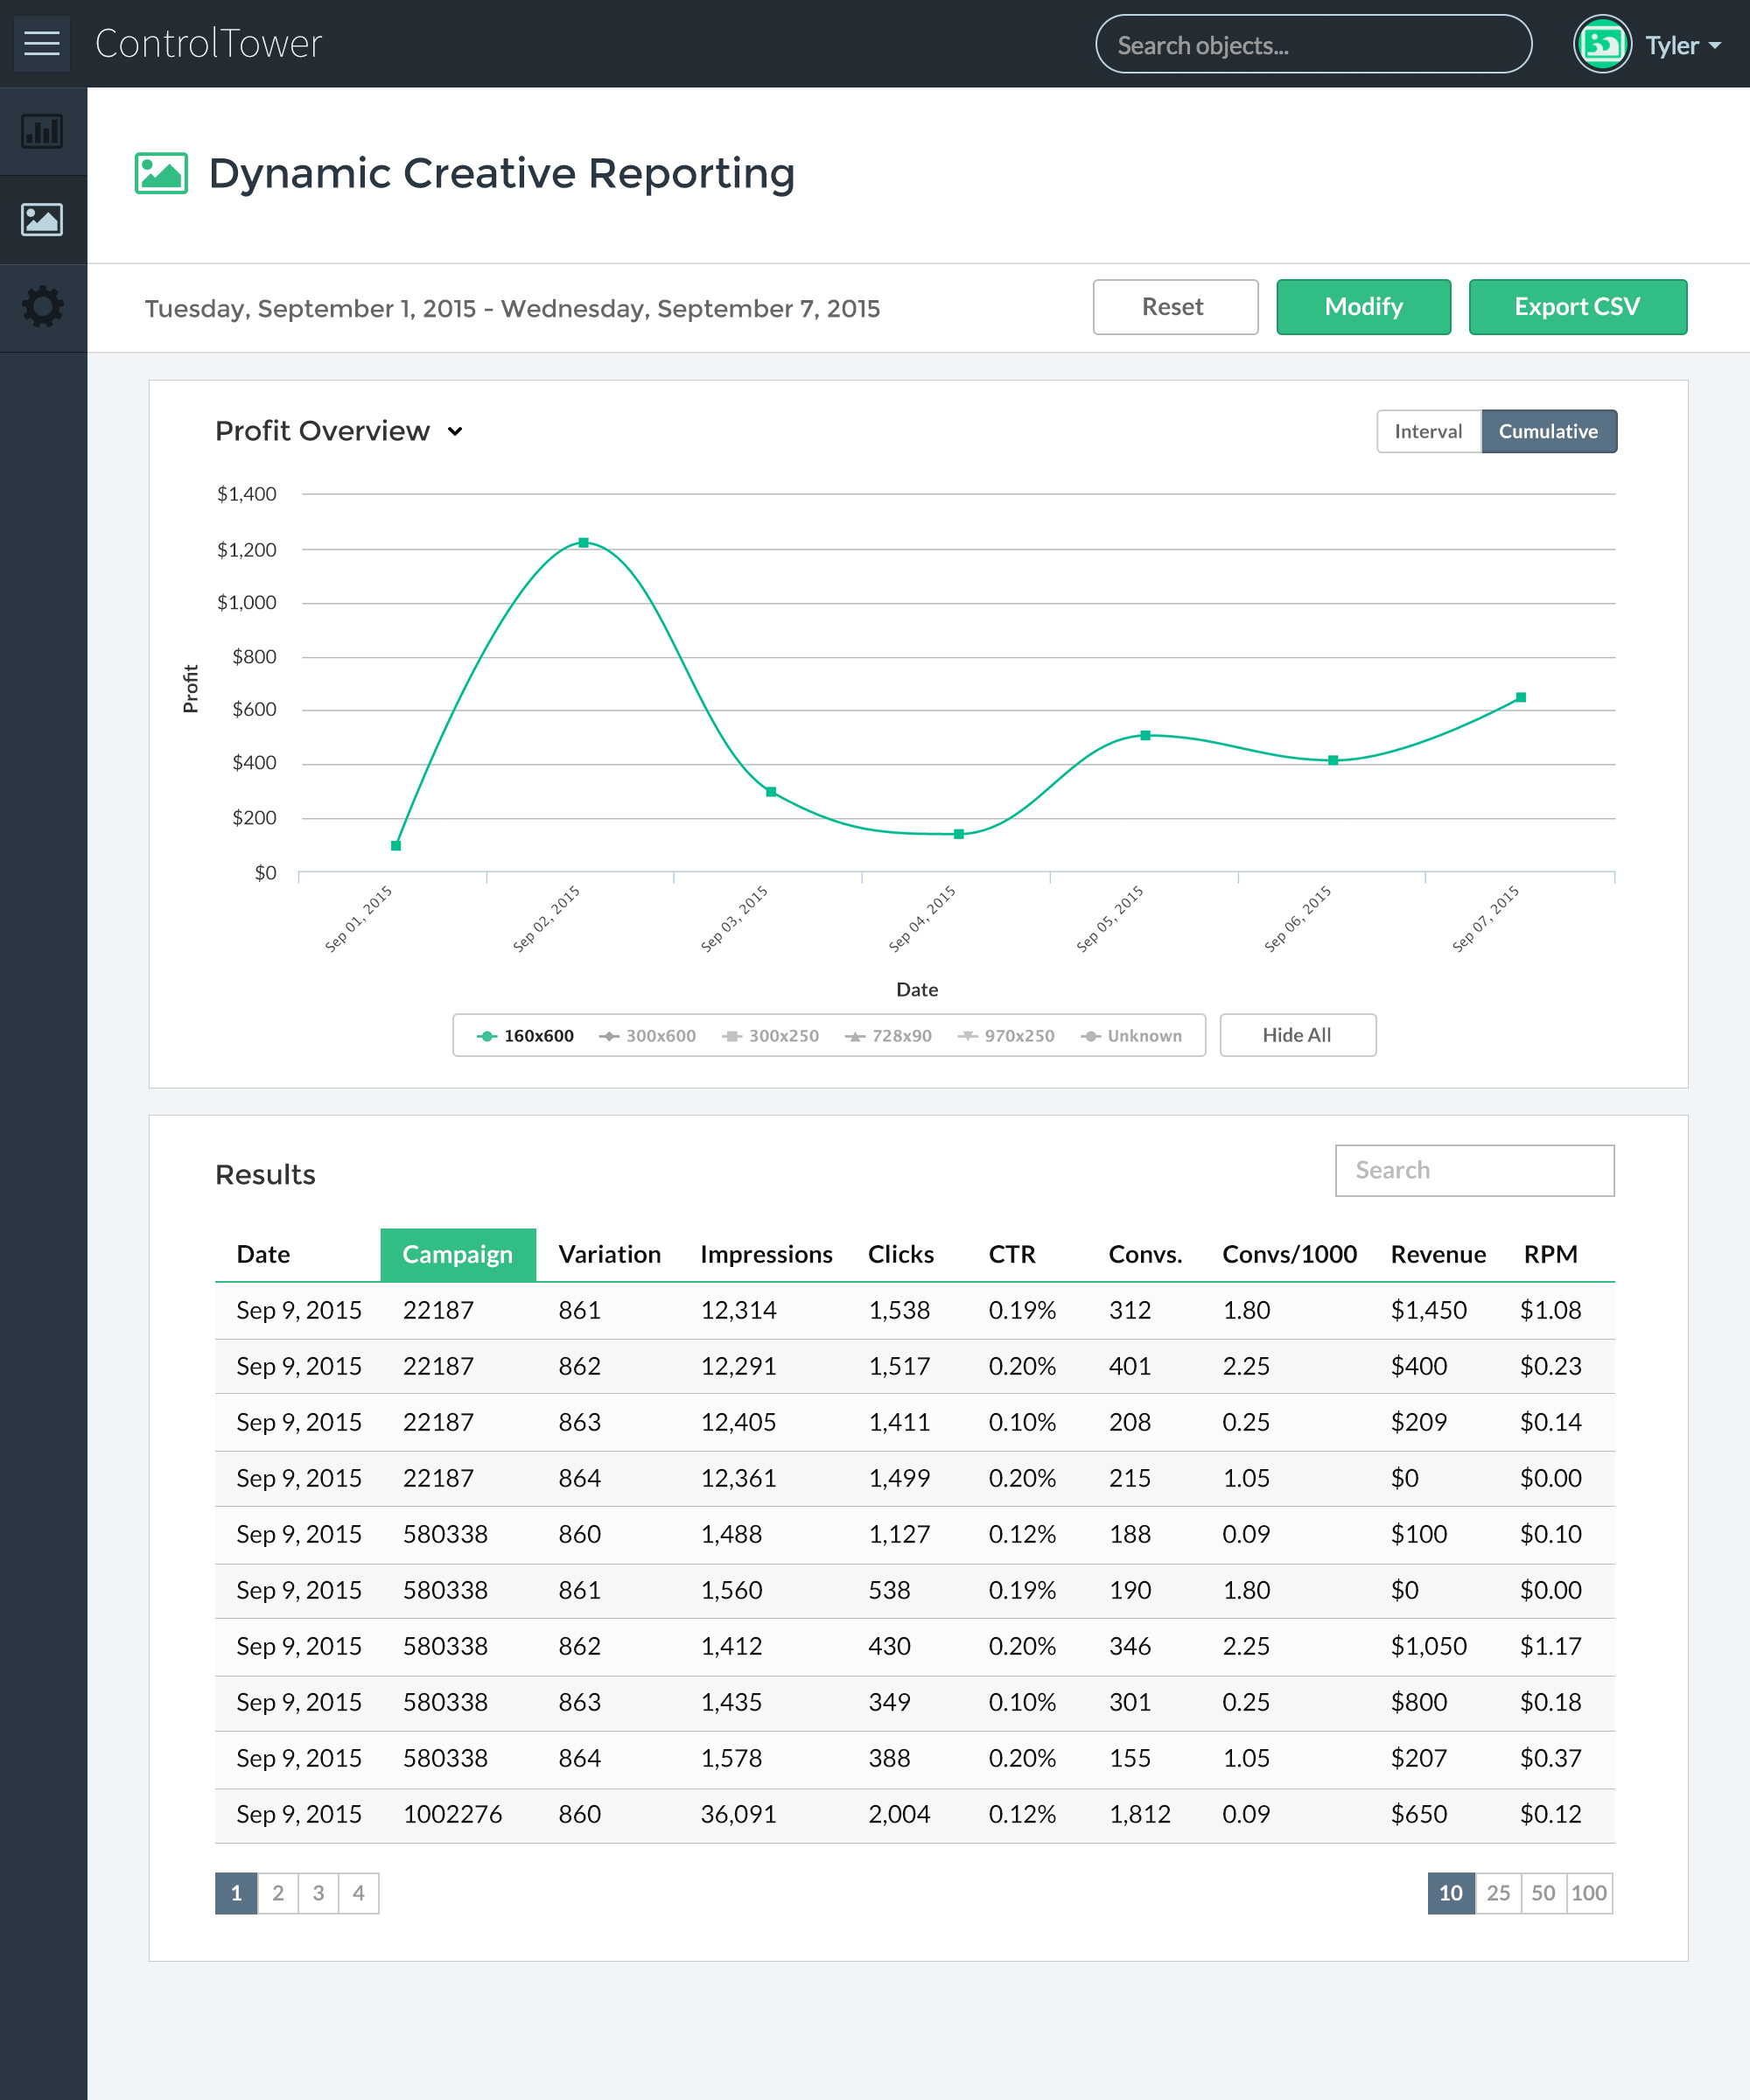 ControlTower
Search objects...
Tyler
Dynamic Creative Reporting
Tuesday, September 1, 2015 - Wednesday, September 7, 2015
Reset
Modify
Export CSV
Profit Overview
Interval
Cumulative
$1,400
$1,200
$1,000
$800
$600
$400
$200
$0
Profit
Sep 01, 2015
Sep 02, 2015
Sep 03, 2015
Sep 04, 2015
Sep 05, 2015
Sep 06, 2015
Sep 07, 2015
Date
160x600 300x600 300x250 728x90 970x250 Unknown
Hide All
Results
Search
Date Campaign Variation Impressions Clicks CTR Convs. Convs/1000 Revenue RPM
Sep 9, 2015 22187 861 12,314 1,538 0.19% 312 1.80 $1,450 $1.08
Sep 9, 2015 22187 862 12,291 1,517 0.20% 401 2.25 $400 $0.23
Sep 9, 2015 22187 863 12,405 1,411 0.10% 208 0.25 $209 $0.14
Sep 9, 2015 22187 864 12,361 1,499 0.20% 215 1.05 $0 $0.00
Sep 9, 2015 580338 860 1,488 1,127 0.12% 188 0.09 $100 $0.10
Sep 9, 2015 580338 861 1,560 538 0.19% 190 1.80 $0 $0.00
Sep 9, 2015 580338 862 1,412 430 0.20% 346 2.25 $1,050 $1.17
Sep 9, 2015 580338 863 1,435 349 0.10% 301 0.25 $800 $0.18
Sep 9, 2015 580338 864 1,578 388 0.20% 155 1.05 $207 $0.37
Sep 9, 2015 1002276 860 36,091 2,004 0.12% 1,812 0.09 $650 $0.12
1 2 3 4
10 25 50 100